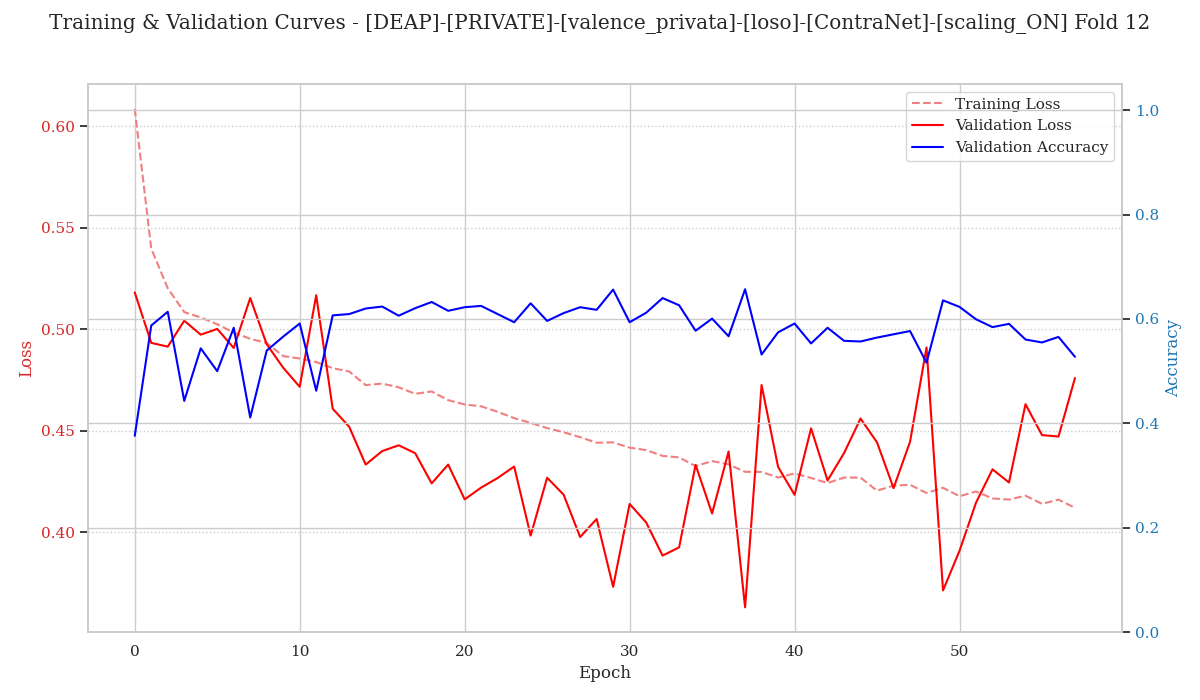 Training & Validation Curves - [DEAP]-[PRIVATE]-[valence_privata]-[loso]-[ContraNet]-[scaling_ON] Fold 12
Training Loss
Validation Loss
Validation Accuracy
Loss
0.60
0.55
0.50
0.45
0.40
1.0
0.8
0.6
0.4
0.2
0.0
Accuracy
0
10
20
30
40
50
Epoch